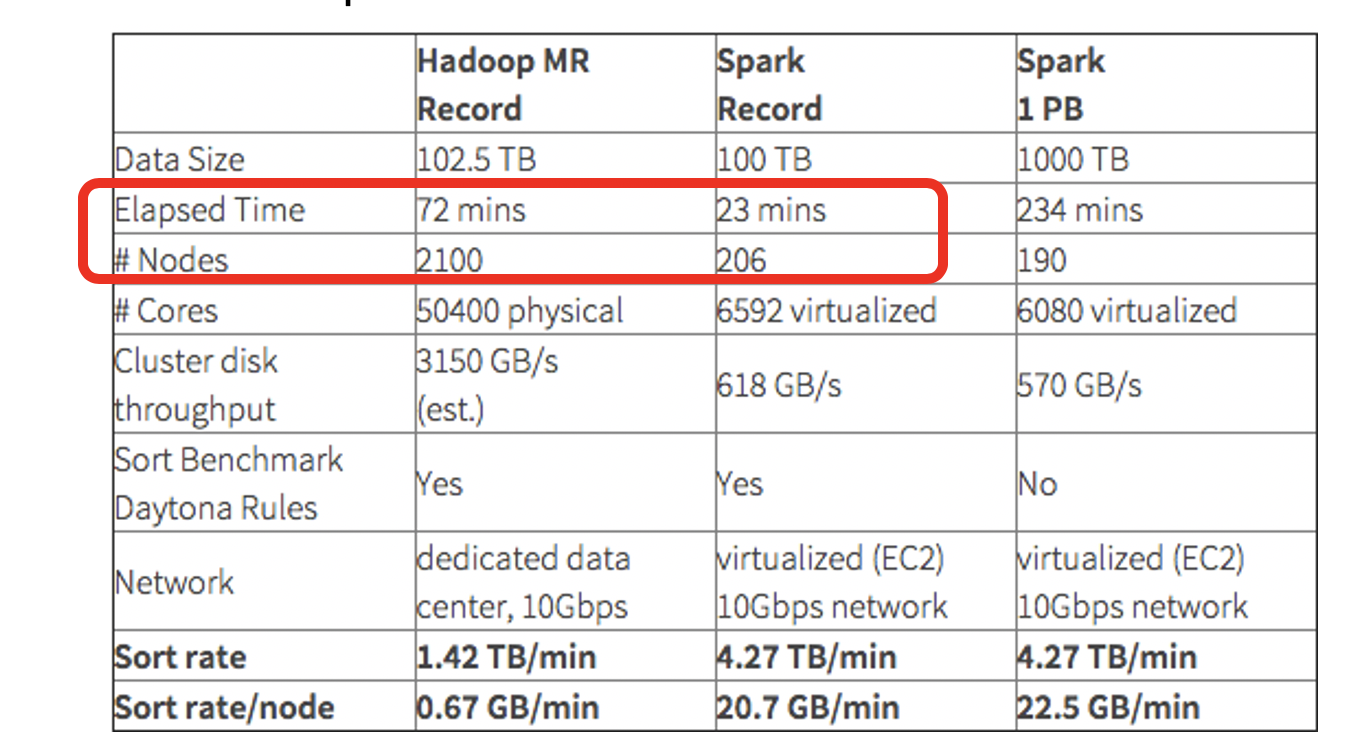 Hadoop MR Record Spark Record Spark 1 PB
Data Size 102.5 TB 100 TB 1000 TB
Elapsed Time 72 mins 23 mins 234 mins
# Nodes 2100 206 190
# Cores 50400 physical 6592 virtualized 6080 virtualized
Cluster disk throughput 3150 GB/s (est.) 618 GB/s 570 GB/s
Sort Benchmark Daytona Rules Yes Yes No
Network dedicated data center, 10Gbps virtualized (EC2) 10Gbps network virtualized (EC2) 10Gbps network
Sort rate 1.42 TB/min 4.27 TB/min 4.27 TB/min
Sort rate/node 0.67 GB/min 20.7 GB/min 22.5 GB/min